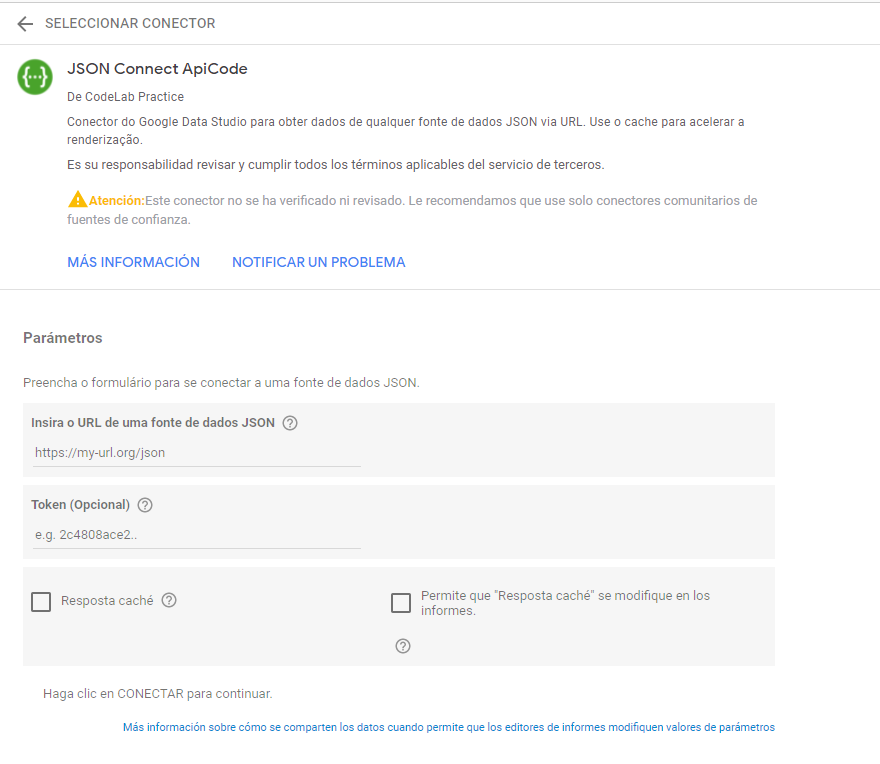 SELECCIONAR CONECTOR
JSON Connect ApiCode
De CodeLab Practice
Conector do Google Data Studio para obter dados de qualquer fonte de dados JSON via URL. Use o cache para acelerar a
renderização.
Es su responsabilidad revisar y cumplir todos los términos aplicables del servicio de terceros.
Atención:Este conector no se ha verificado ni revisado. Le recomendamos que use solo conectores comunitarios de
fuentes de confianza.
MÁS INFORMACIÓN NOTIFICAR UN PROBLEMA
Parámetros
Preencha o formulário para se conectar a uma fonte de dados JSON.
Insira o URL de uma fonte de dados JSON
https://my-url.org/json
Token (Opcional)
e.g. 2c4808ace2..
Resposta caché
Permite que "Resposta caché" se modifique en los
informes.
Haga clic en CONECTAR para continuar.
Más información sobre cómo se comparten los datos cuando permite que los editores de informes modifiquen valores de parámetros